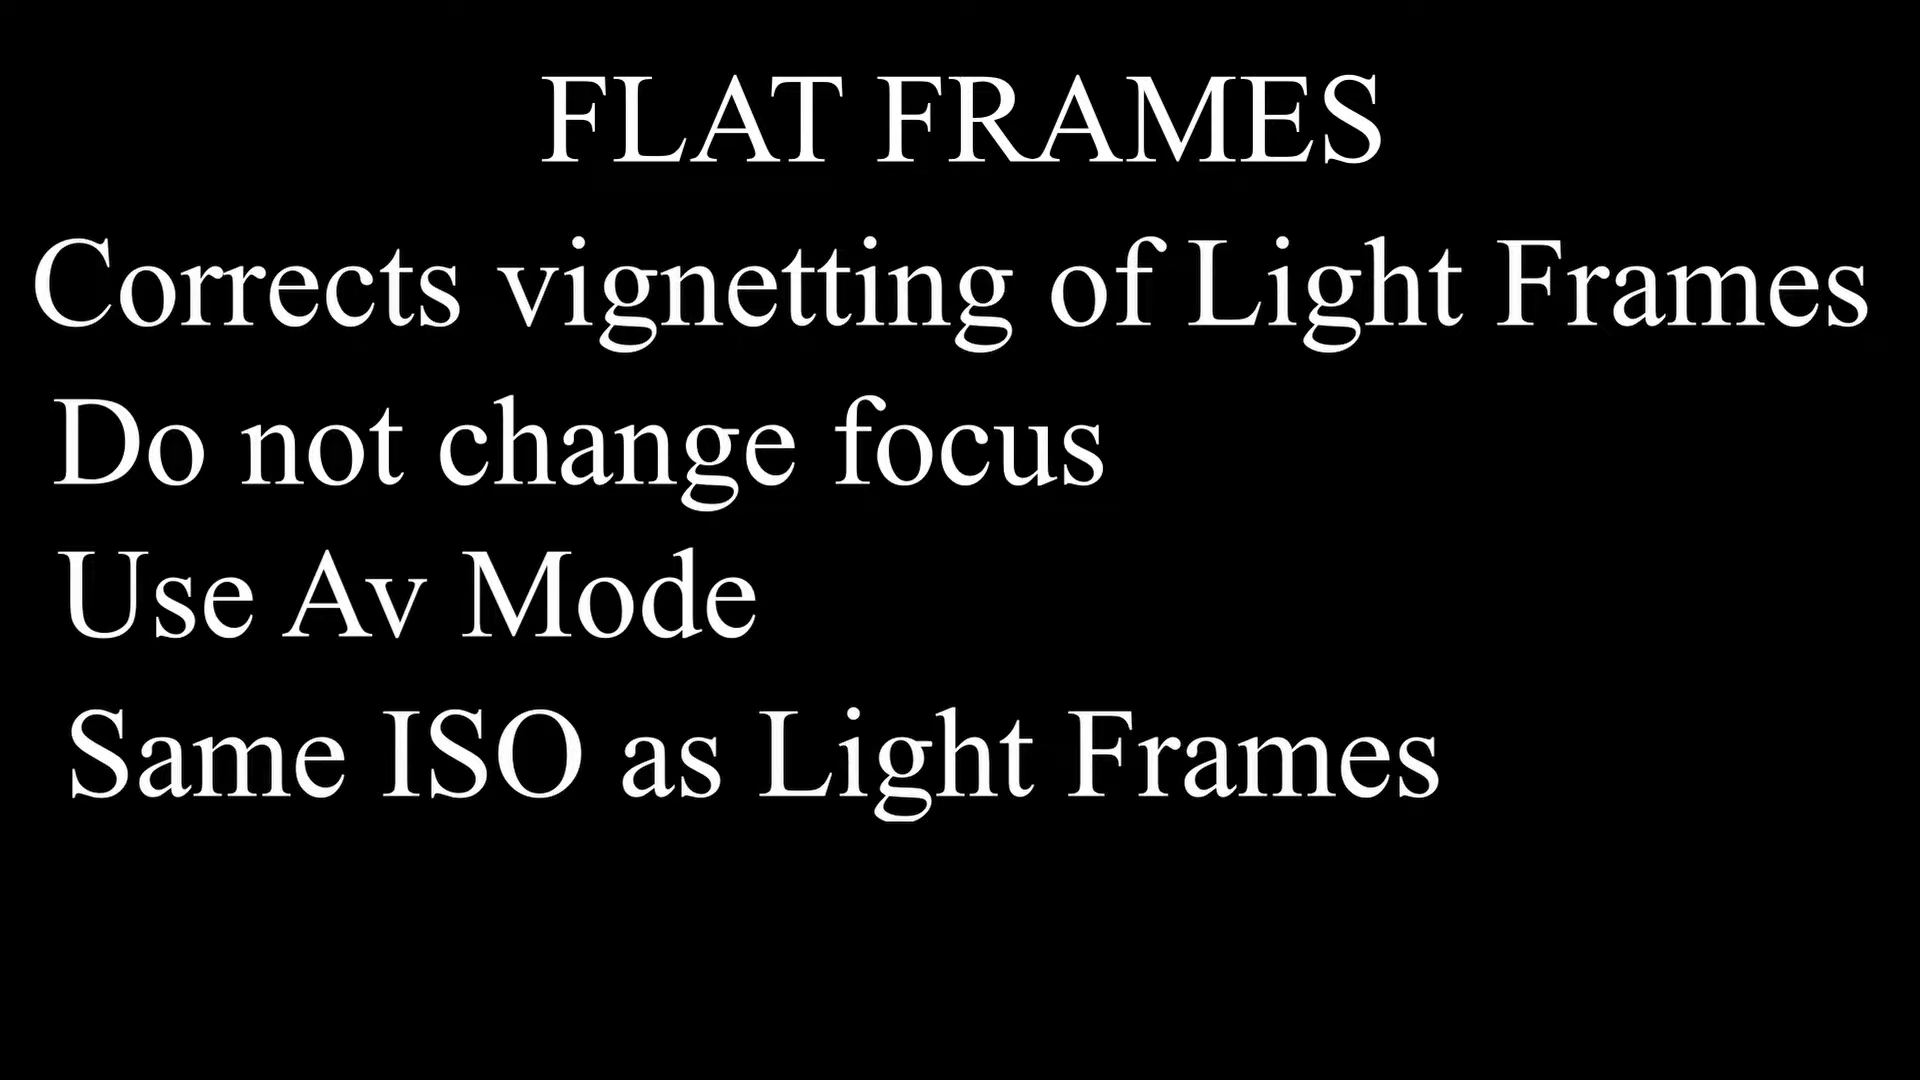 FLAT FRAMES
Corrects vignetting of Light Frames
Do not change focus
Use Av Mode
Same ISO as Light Frames